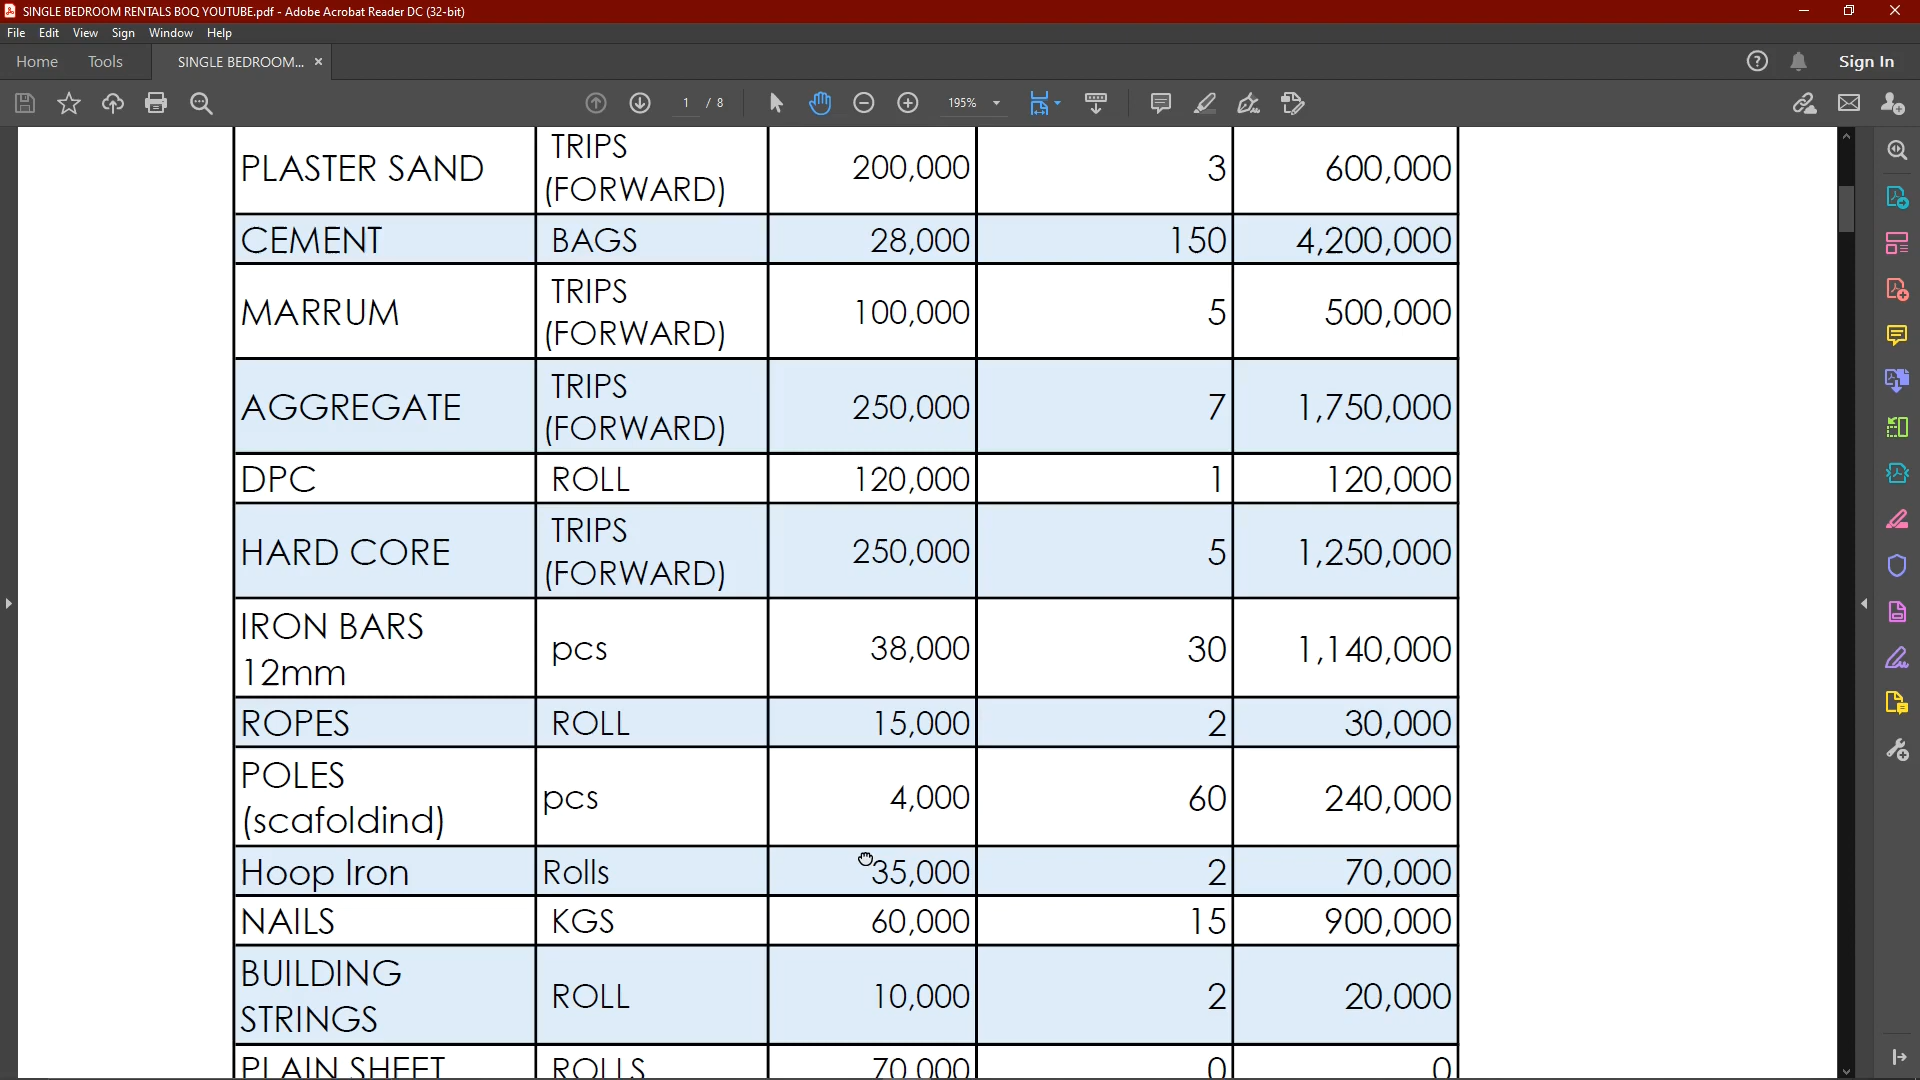 SINGLE BEDROOM RENTALS BOQ YOUTUBE.pdf - Adobe Acrobat Reader DC (32-bit)
File Edit View Sign Window Help
Home Tools SINGLE BEDROOM... × Sign In
1 / 8 195%
PLASTER SAND TRIPS (FORWARD) 200,000 3 600,000
CEMENT BAGS 28,000 150 4,200,000
MARRUM TRIPS (FORWARD) 100,000 5 500,000
AGGREGATE TRIPS (FORWARD) 250,000 7 1,750,000
DPC ROLL 120,000 1 120,000
HARD CORE TRIPS (FORWARD) 250,000 5 1,250,000
IRON BARS 12mm pcs 38,000 30 1,140,000
ROPES ROLL 15,000 2 30,000
POLES (scafoldind) pcs 4,000 60 240,000
Hoop Iron Rolls 35,000 2 70,000
NAILS KGS 60,000 15 900,000
BUILDING STRINGS ROLL 10,000 2 20,000
PLAIN SHEET ROLLS 70,000 0 0